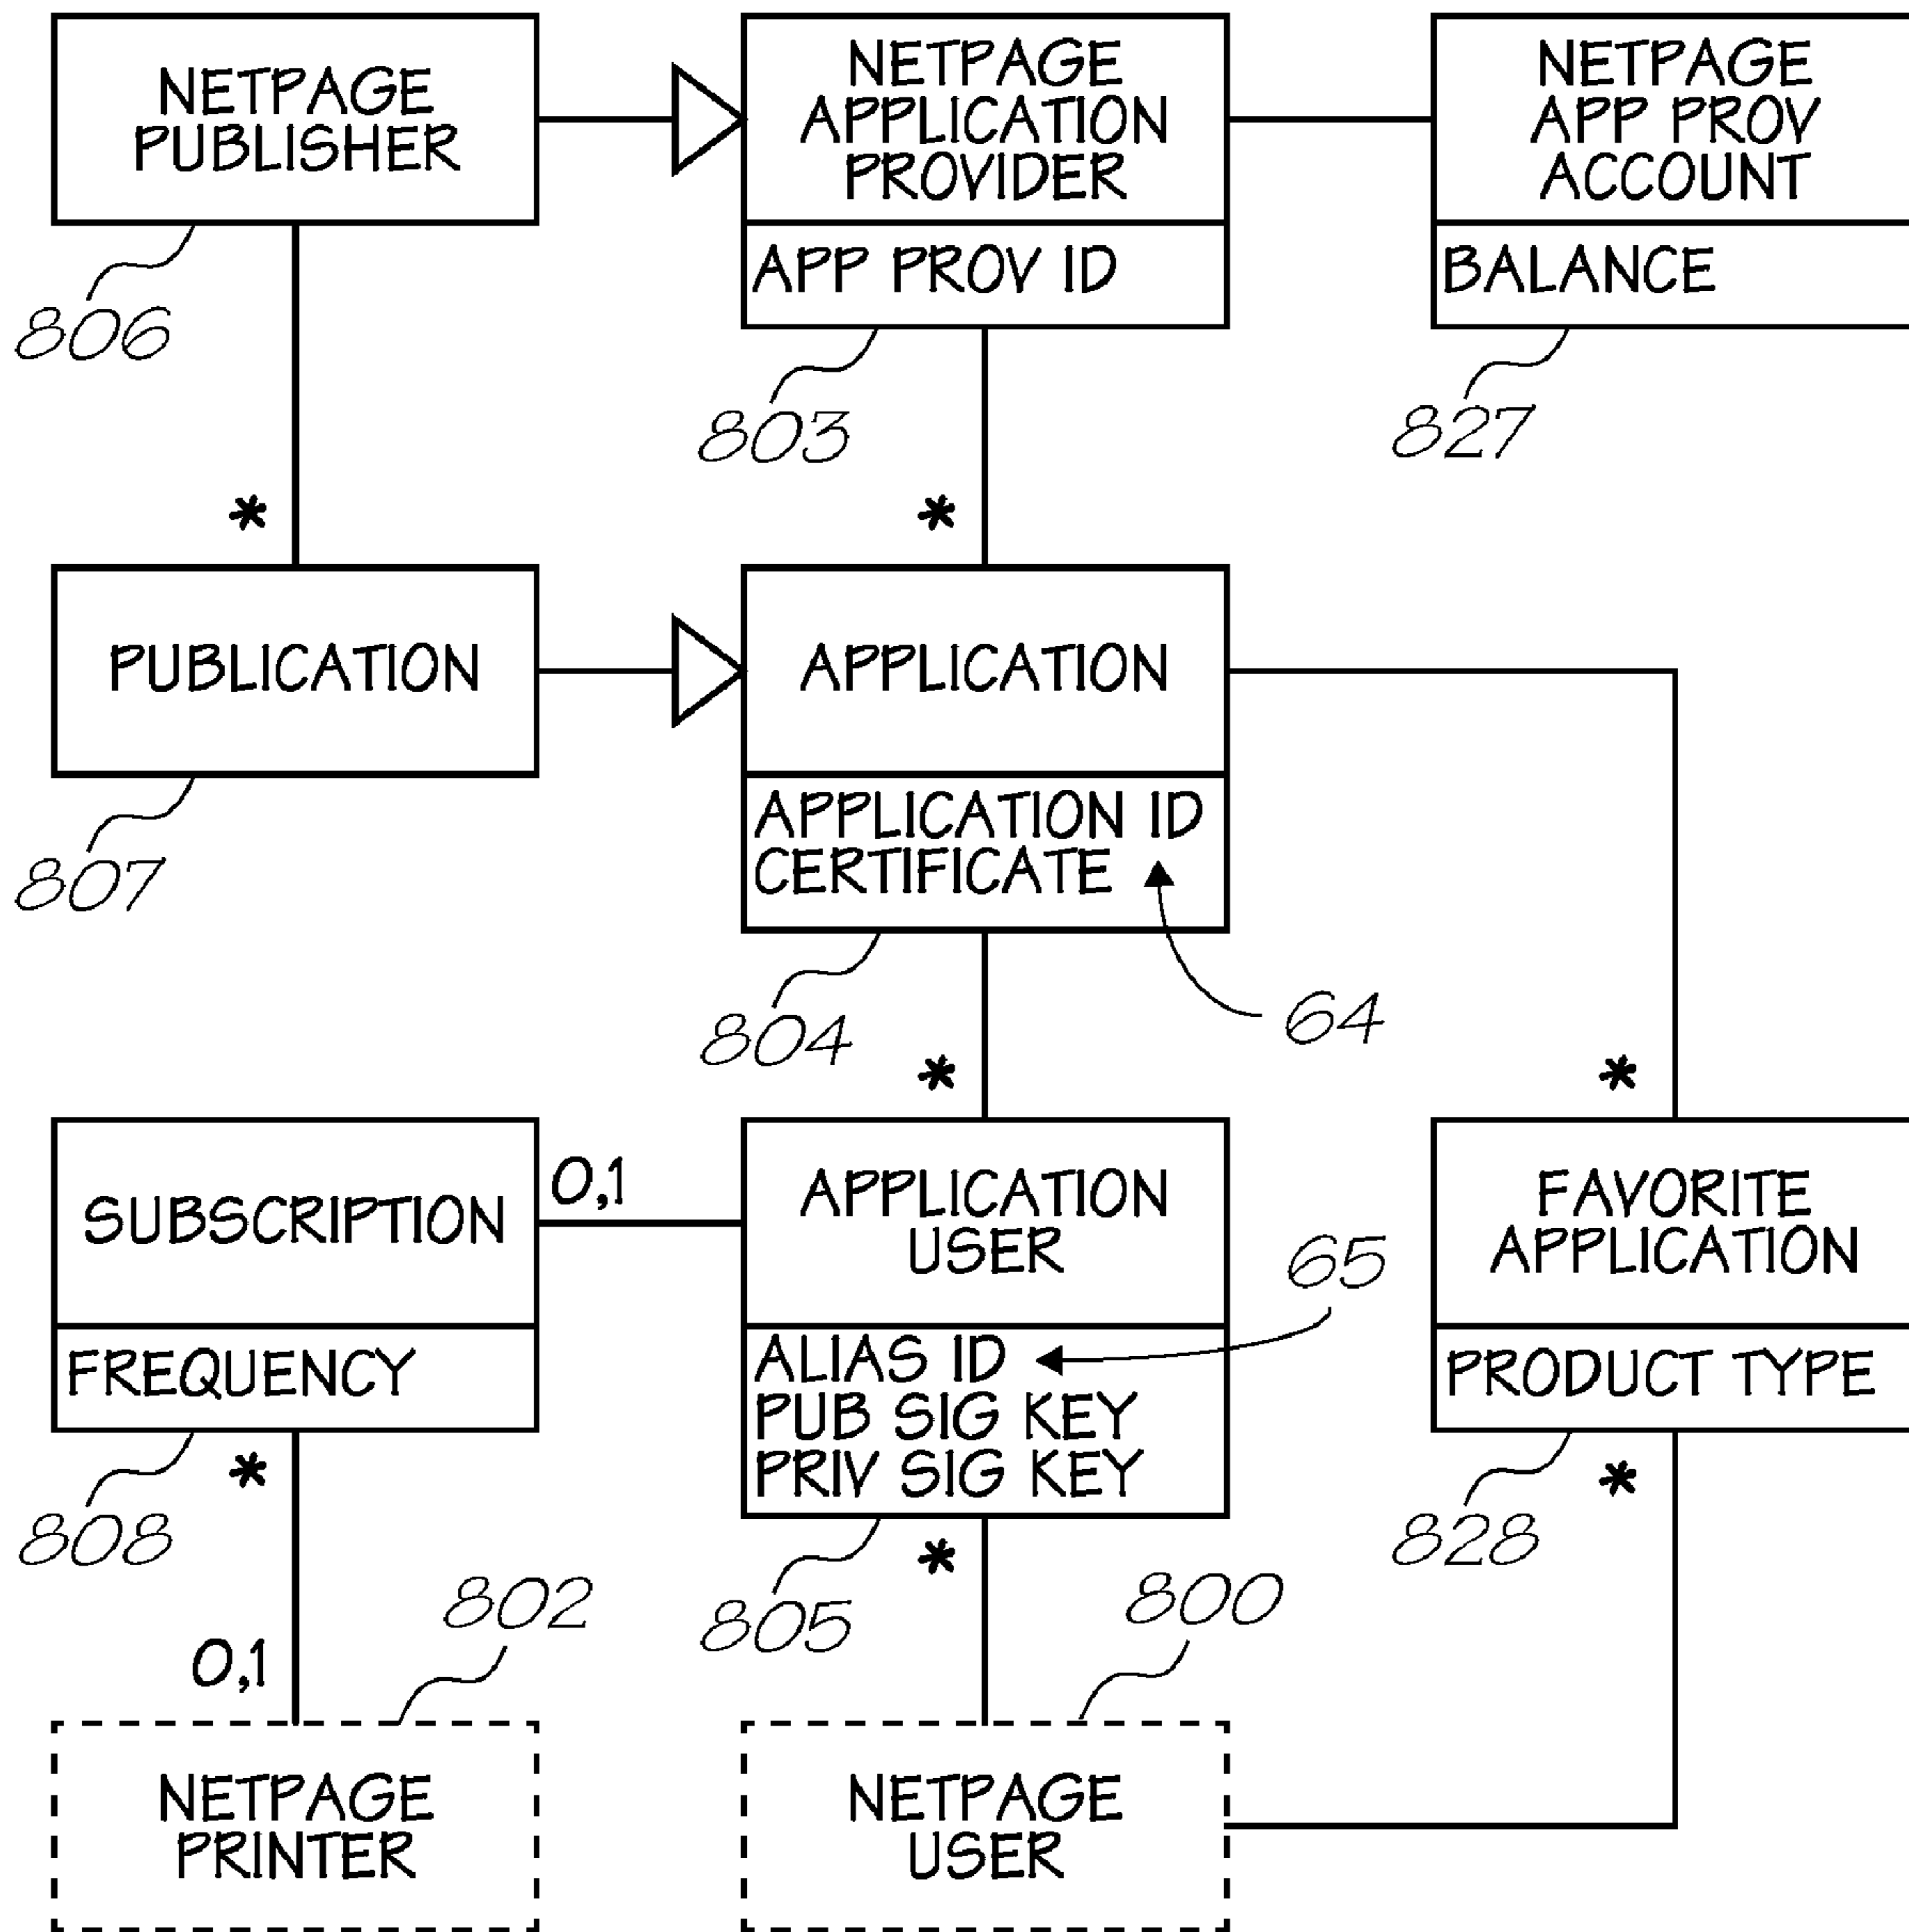 NETPAGE
PUBLISHER
NETPAGE
APPLICATION
PROVIDER
APP PROV ID
NETPAGE
APP PROV
ACCOUNT
BALANCE
806
803
827
*
*
PUBLICATION
APPLICATION
APPLICATION ID
CERTIFICATE
807
804
64
*
*
SUBSCRIPTION
FREQUENCY
0,1
APPLICATION
USER
ALIAS ID
PUB SIG KEY
PRIV SIG KEY
65
FAVORITE
APPLICATION
PRODUCT TYPE
808
*
802
805
*
800
828
*
0,1
NETPAGE
PRINTER
NETPAGE
USER